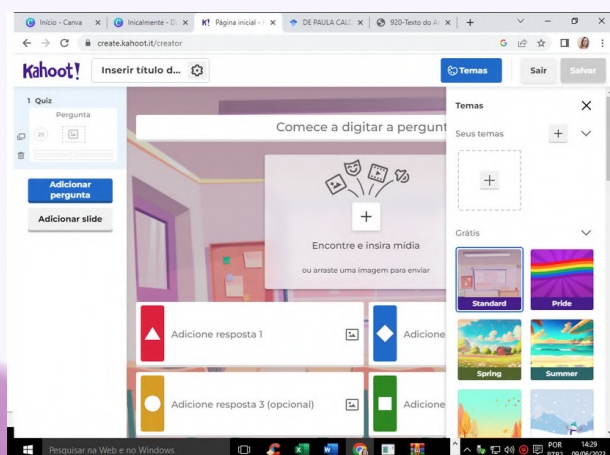 Início - Canva
Inicalmente - D
Página inicial -
DE PAULA CALD
920-Texto do A
create.kahoot.it/creator
Kahoot!
Inserir título d...
Temas
Sair
Salvar
1 Quiz
Pergunta
20
Adicionar
pergunta
Adicionar slide
Comece a digitar a pergunt
Encontre e insira mídia
ou arraste uma imagem para enviar
Adicione resposta 1
Adicione
Adicione resposta 3 (opcional)
Adicione
Temas
Seus temas
Grátis
Standard
Pride
Spring
Summer
Pesquisar na Web e no Windows
POR
PTB2
14:29